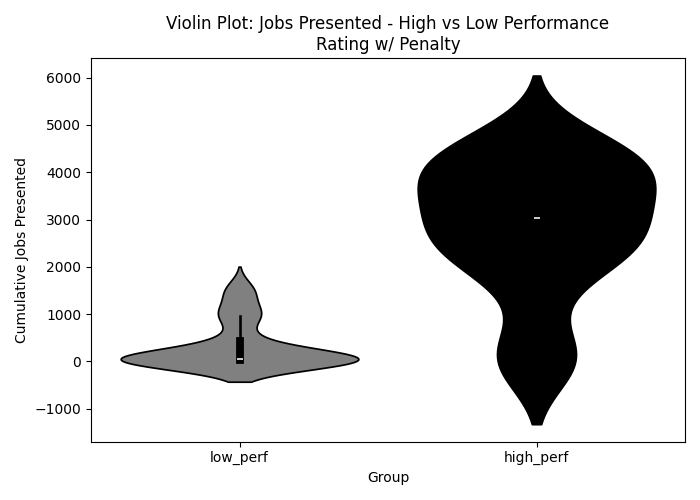 Violin Plot: Jobs Presented - High vs Low Performance
Rating w/ Penalty
Cumulative Jobs Presented
6000
5000
4000
3000
2000
1000
0
−1000
low_perf
high_perf
Group